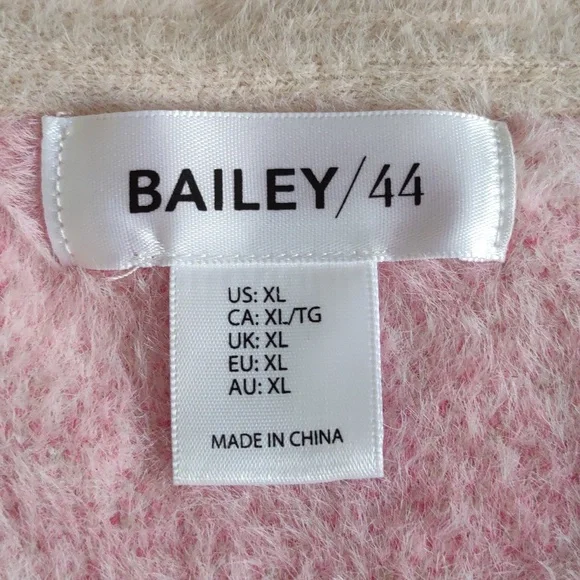 BAILEY/44
US: XL
CA: XL/TG
UK: XL
EU: XL
AU: XL
MADE IN CHINA